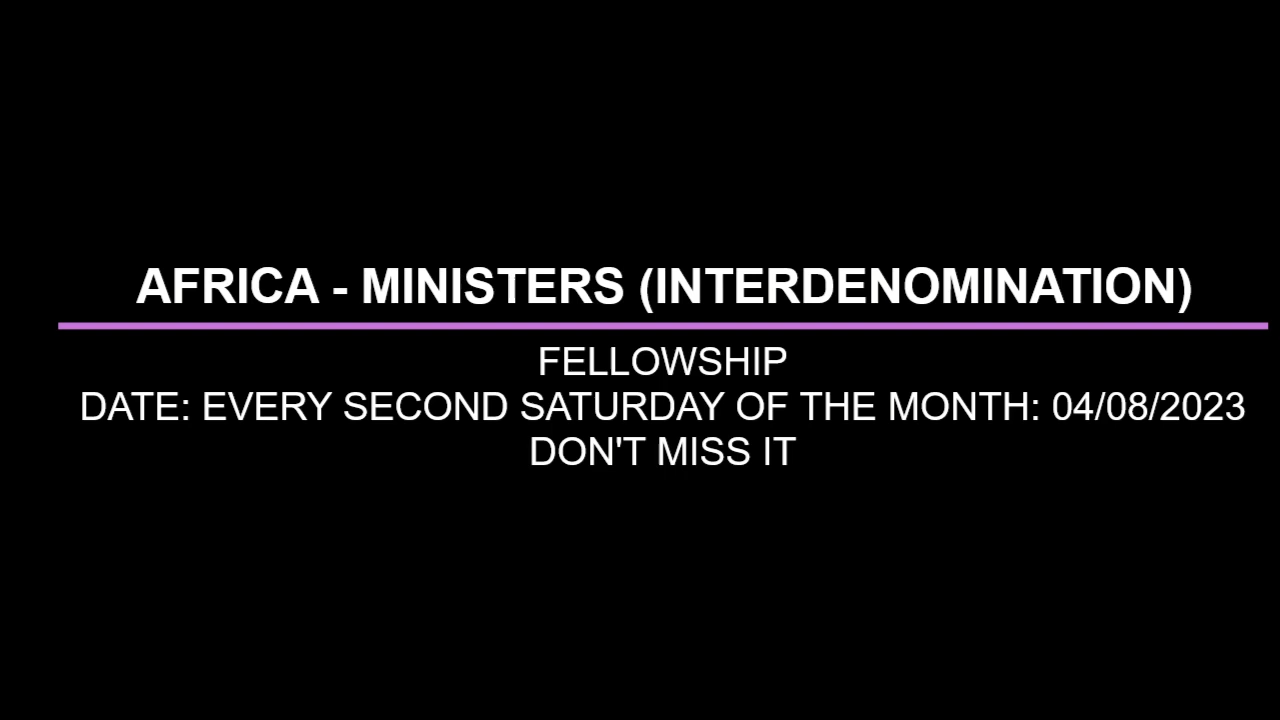 AFRICA - MINISTERS (INTERDENOMINATION)
FELLOWSHIP
DATE: EVERY SECOND SATURDAY OF THE MONTH: 04/08/2023
DON'T MISS IT